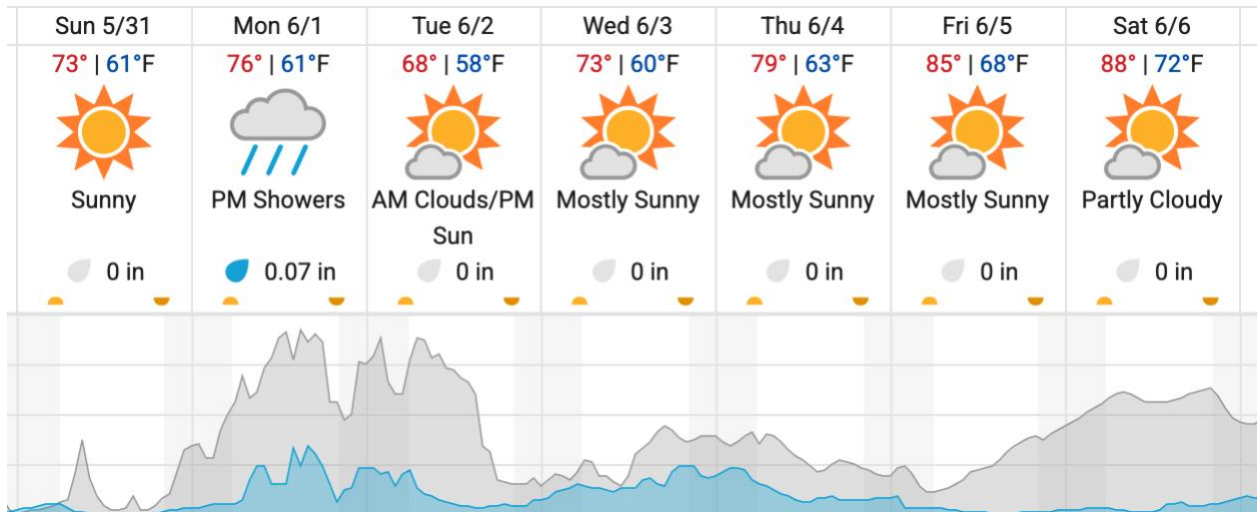 Sun 5/31 Mon 6/1 Tue 6/2 Wed 6/3 Thu 6/4 Fri 6/5 Sat 6/6
73° | 61°F 76° | 61°F 68° | 58°F 73° | 60°F 79° | 63°F 85° | 68°F 88° | 72°F
Sunny PM Showers AM Clouds/PM Mostly Sunny Mostly Sunny Mostly Sunny Partly Cloudy
Sun
0 in 0.07 in 0 in 0 in 0 in 0 in 0 in